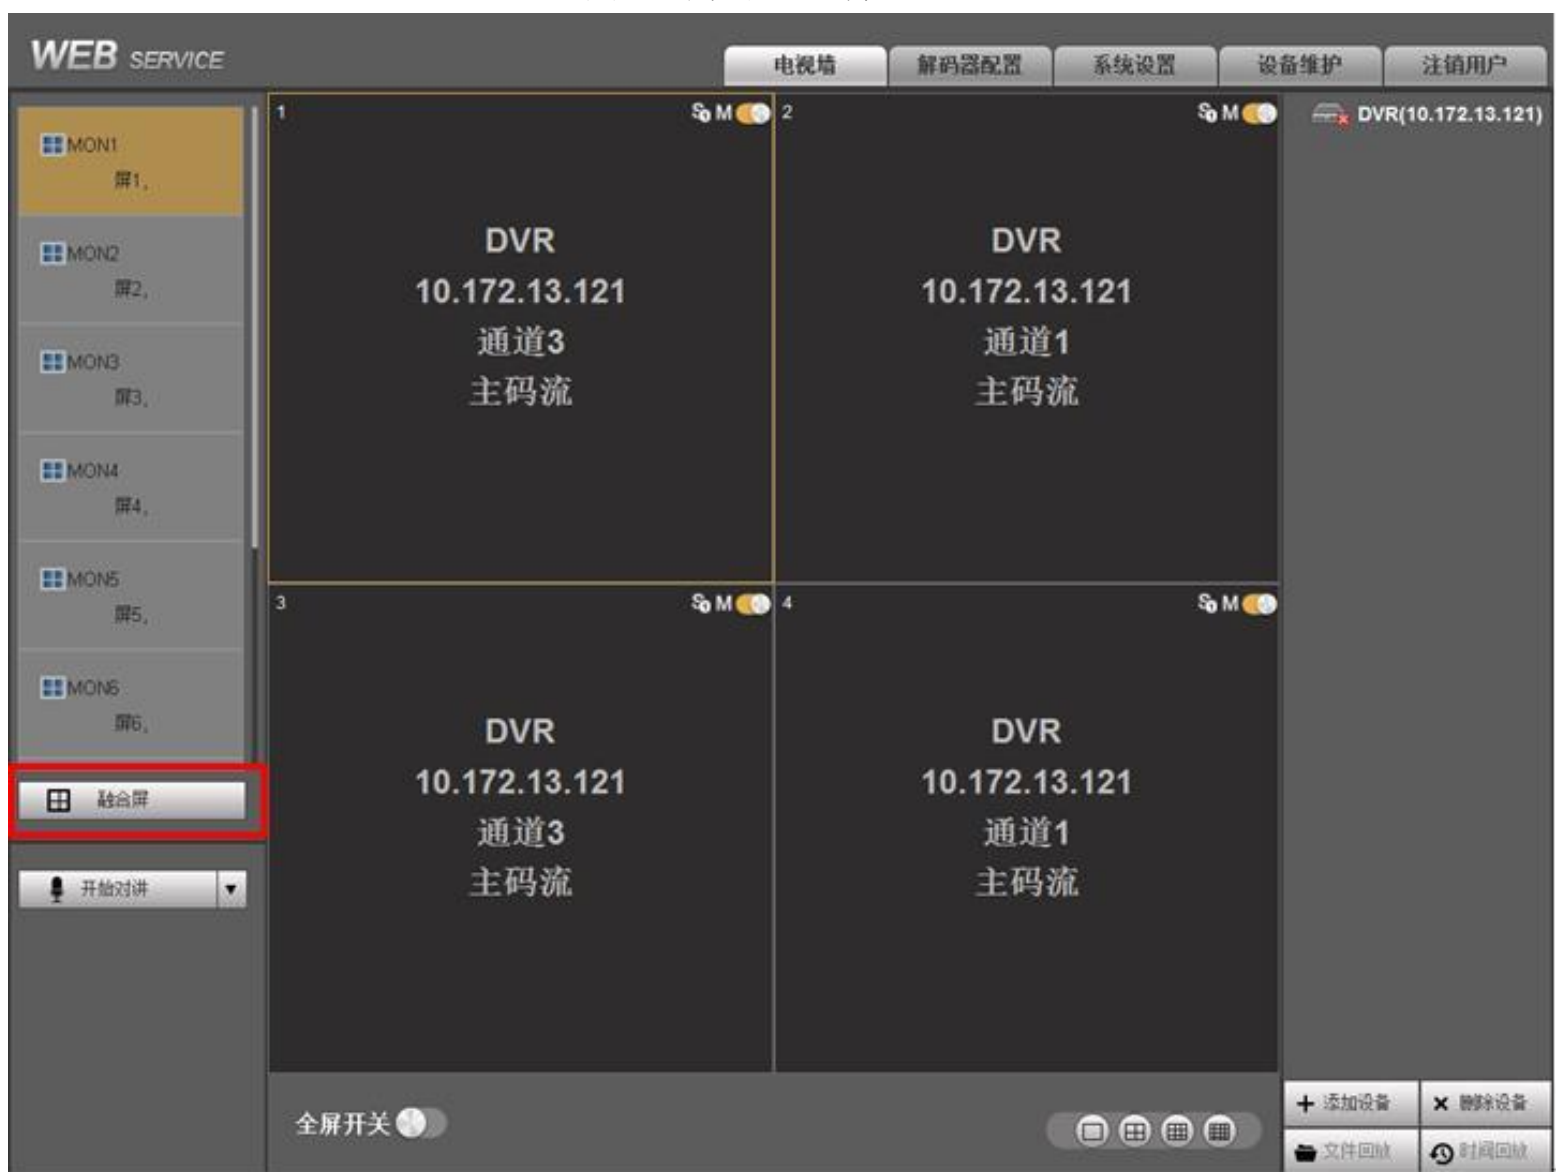 WEB SERVICE
电视墙
解码器配置
系统设置
设备维护
注销用户
MON1
屏1,
MON2
屏2,
MON3
屏3,
MON4
屏4,
MON5
屏5,
MON6
屏6,
融合屏
开始对讲
1
M
DVR
10.172.13.121
通道3
主码流
2
M
DVR
10.172.13.121
通道1
主码流
3
M
DVR
10.172.13.121
通道3
主码流
4
M
DVR
10.172.13.121
通道1
主码流
全屏开关
DVR(10.172.13.121)
添加设备
删除设备
文件回放
时间回放